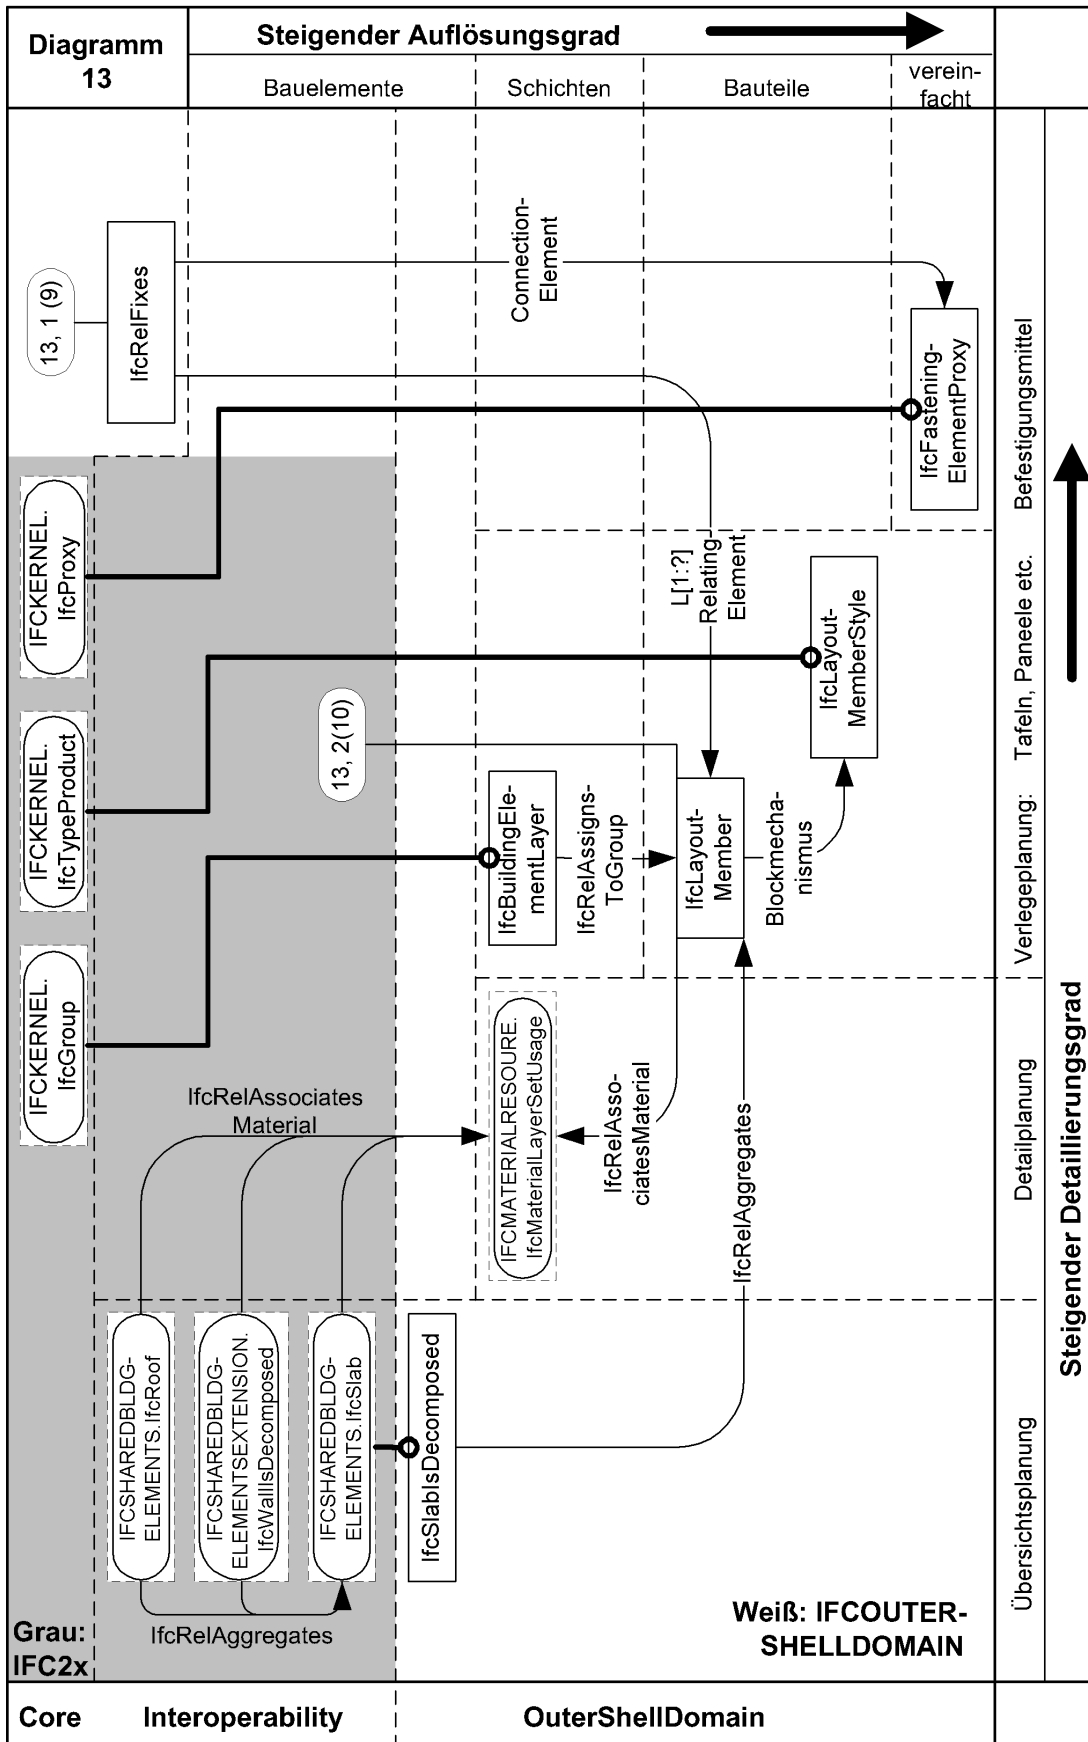 Diagramm
13
Steigender Auflösungsgrad
Bauelemente
Schichten
Bauteile
verein-
facht
13, 1 (9)
IfcRelFixes
Connection-
Element
IfcFastening-
ElementProxy
Befestigungsmittel
IFCKERNEL.
IfcProxy
L[1:?]
Relating
Element
IfcLayout-
MemberStyle
Tafeln, Paneele etc.
IFCKERNEL.
IfcTypeProduct
13, 2(10)
IfcBuildingEle-
mentLayer
IfcRelAssigns-
ToGroup
IfcLayout-
Member
Blockmecha-
nismus
Verlegeplanung:
IFCKERNEL.
IfcGroup
IfcRelAssociates
Material
IFCMATERIALRESOURE.
IfcMaterialLayerSetUsage
IfcRelAsso-
ciatesMaterial
IfcRelAggregates
Detailplanung
Steigender Detaillierungsgrad
IFCSHAREDBLDG-
ELEMENTS.IfcRoof
IFCSHAREDBLDG-
ELEMENTSEXTENSION.
IfcWallIsDecomposed
IFCSHAREDBLDG-
ELEMENTS.IfcSlab
IfcSlabIsDecomposed
Übersichtsplanung
IfcRelAggregates
Grau:
IFC2x
Weiß: IFCOUTER-
SHELLDOMAIN
Core
Interoperability
OuterShellDomain